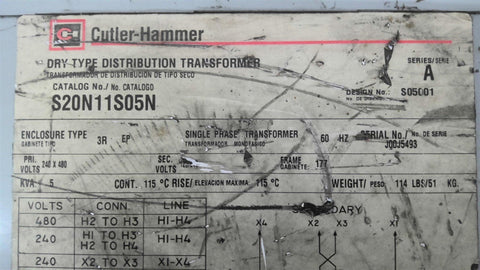 Cutler-Hammer
DRY TYPE DISTRIBUTION TRANSFORMER
TRANSFORMADOR DE DISTRIBUCION DE TIPO SECO
SERIES/SERIE
A
CATALOG No./No. CATALOGO
S20N11S05N
DESIGN No. S05001
ENCLOSURE TYPE 3R EP
GABINETE TIPO
SINGLE PHASE TRANSFORMER 60 HZ
TRANSFORMADOR MONOFASICO
SERIAL No./No. DE SERIE
J00J5493
PRI. VOLTS 240 X 480
SEC. VOLTS
FRAME GABINETE: 177
KVA: 5 CONT. 115 °C RISE/ELEVACION MAXIMA: 115 °C WEIGHT/PESO: 114 LBS/51 KG.
VOLTS CONN. LINE
480 H2 TO H3 H1-H4
240 H1 TO H3 H1-H4
H2 TO H4
240 X2, TO X3 X1-X4
DARY
X4 X2 X3 X1